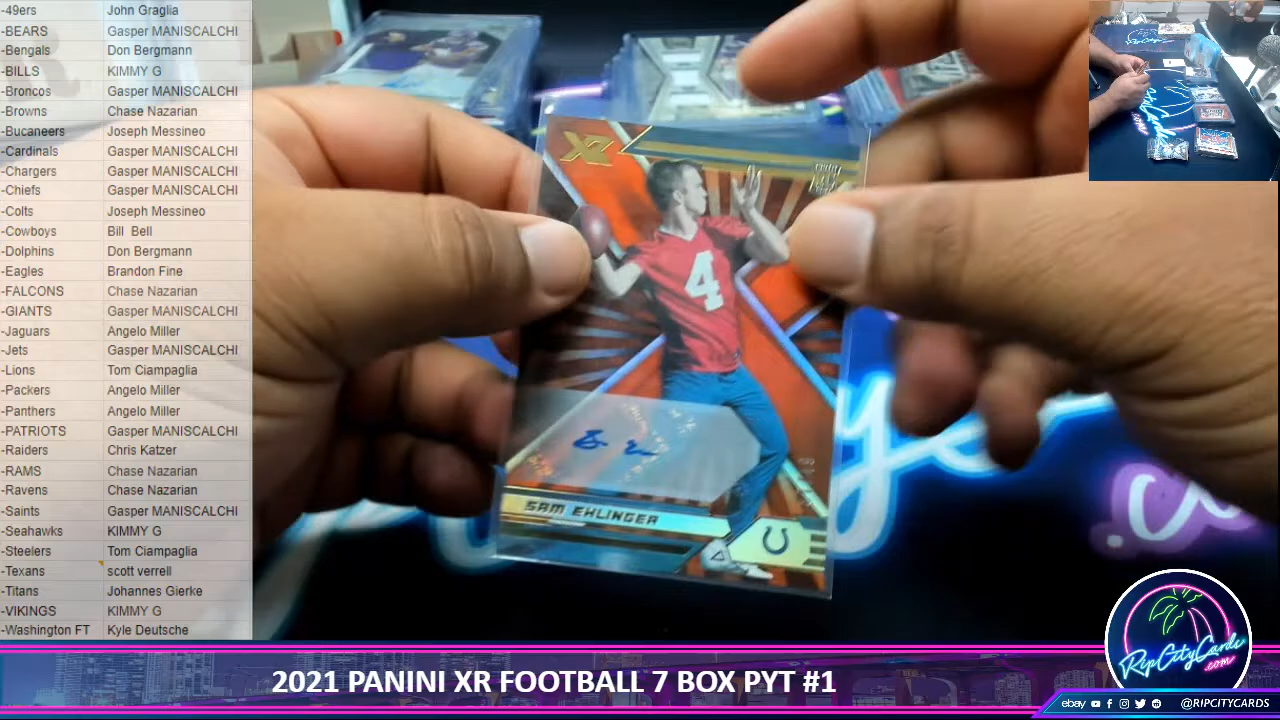 -49ers John Graglia
-BEARS Gasper MANISCALCHI
-Bengals Don Bergmann
-BILLS KIMMY G
-Broncos Gasper MANISCALCHI
-Browns Chase Nazarian
-Bucaneers Joseph Messineo
-Cardinals Gasper MANISCALCHI
-Chargers Gasper MANISCALCHI
-Chiefs Gasper MANISCALCHI
-Colts Joseph Messineo
-Cowboys Bill Bell
-Dolphins Don Bergmann
-Eagles Brandon Fine
-FALCONS Chase Nazarian
-GIANTS Gasper MANISCALCHI
-Jaguars Angelo Miller
-Jets Gasper MANISCALCHI
-Lions Tom Ciampaglia
-Packers Angelo Miller
-Panthers Angelo Miller
-PATRIOTS Gasper MANISCALCHI
-Raiders Chris Katzer
-RAMS Chase Nazarian
-Ravens Chase Nazarian
-Saints Gasper MANISCALCHI
-Seahawks KIMMY G
-Steelers Tom Ciampaglia
-Texans scott verrell
-Titans Johannes Gierke
-VIKINGS KIMMY G
-Washington FT Kyle Deutsche
XR
4
SAM EHLINGER
RipCityCards
.com
2021 PANINI XR FOOTBALL 7 BOX PYT #1
ebay @RIPCITYCARDS